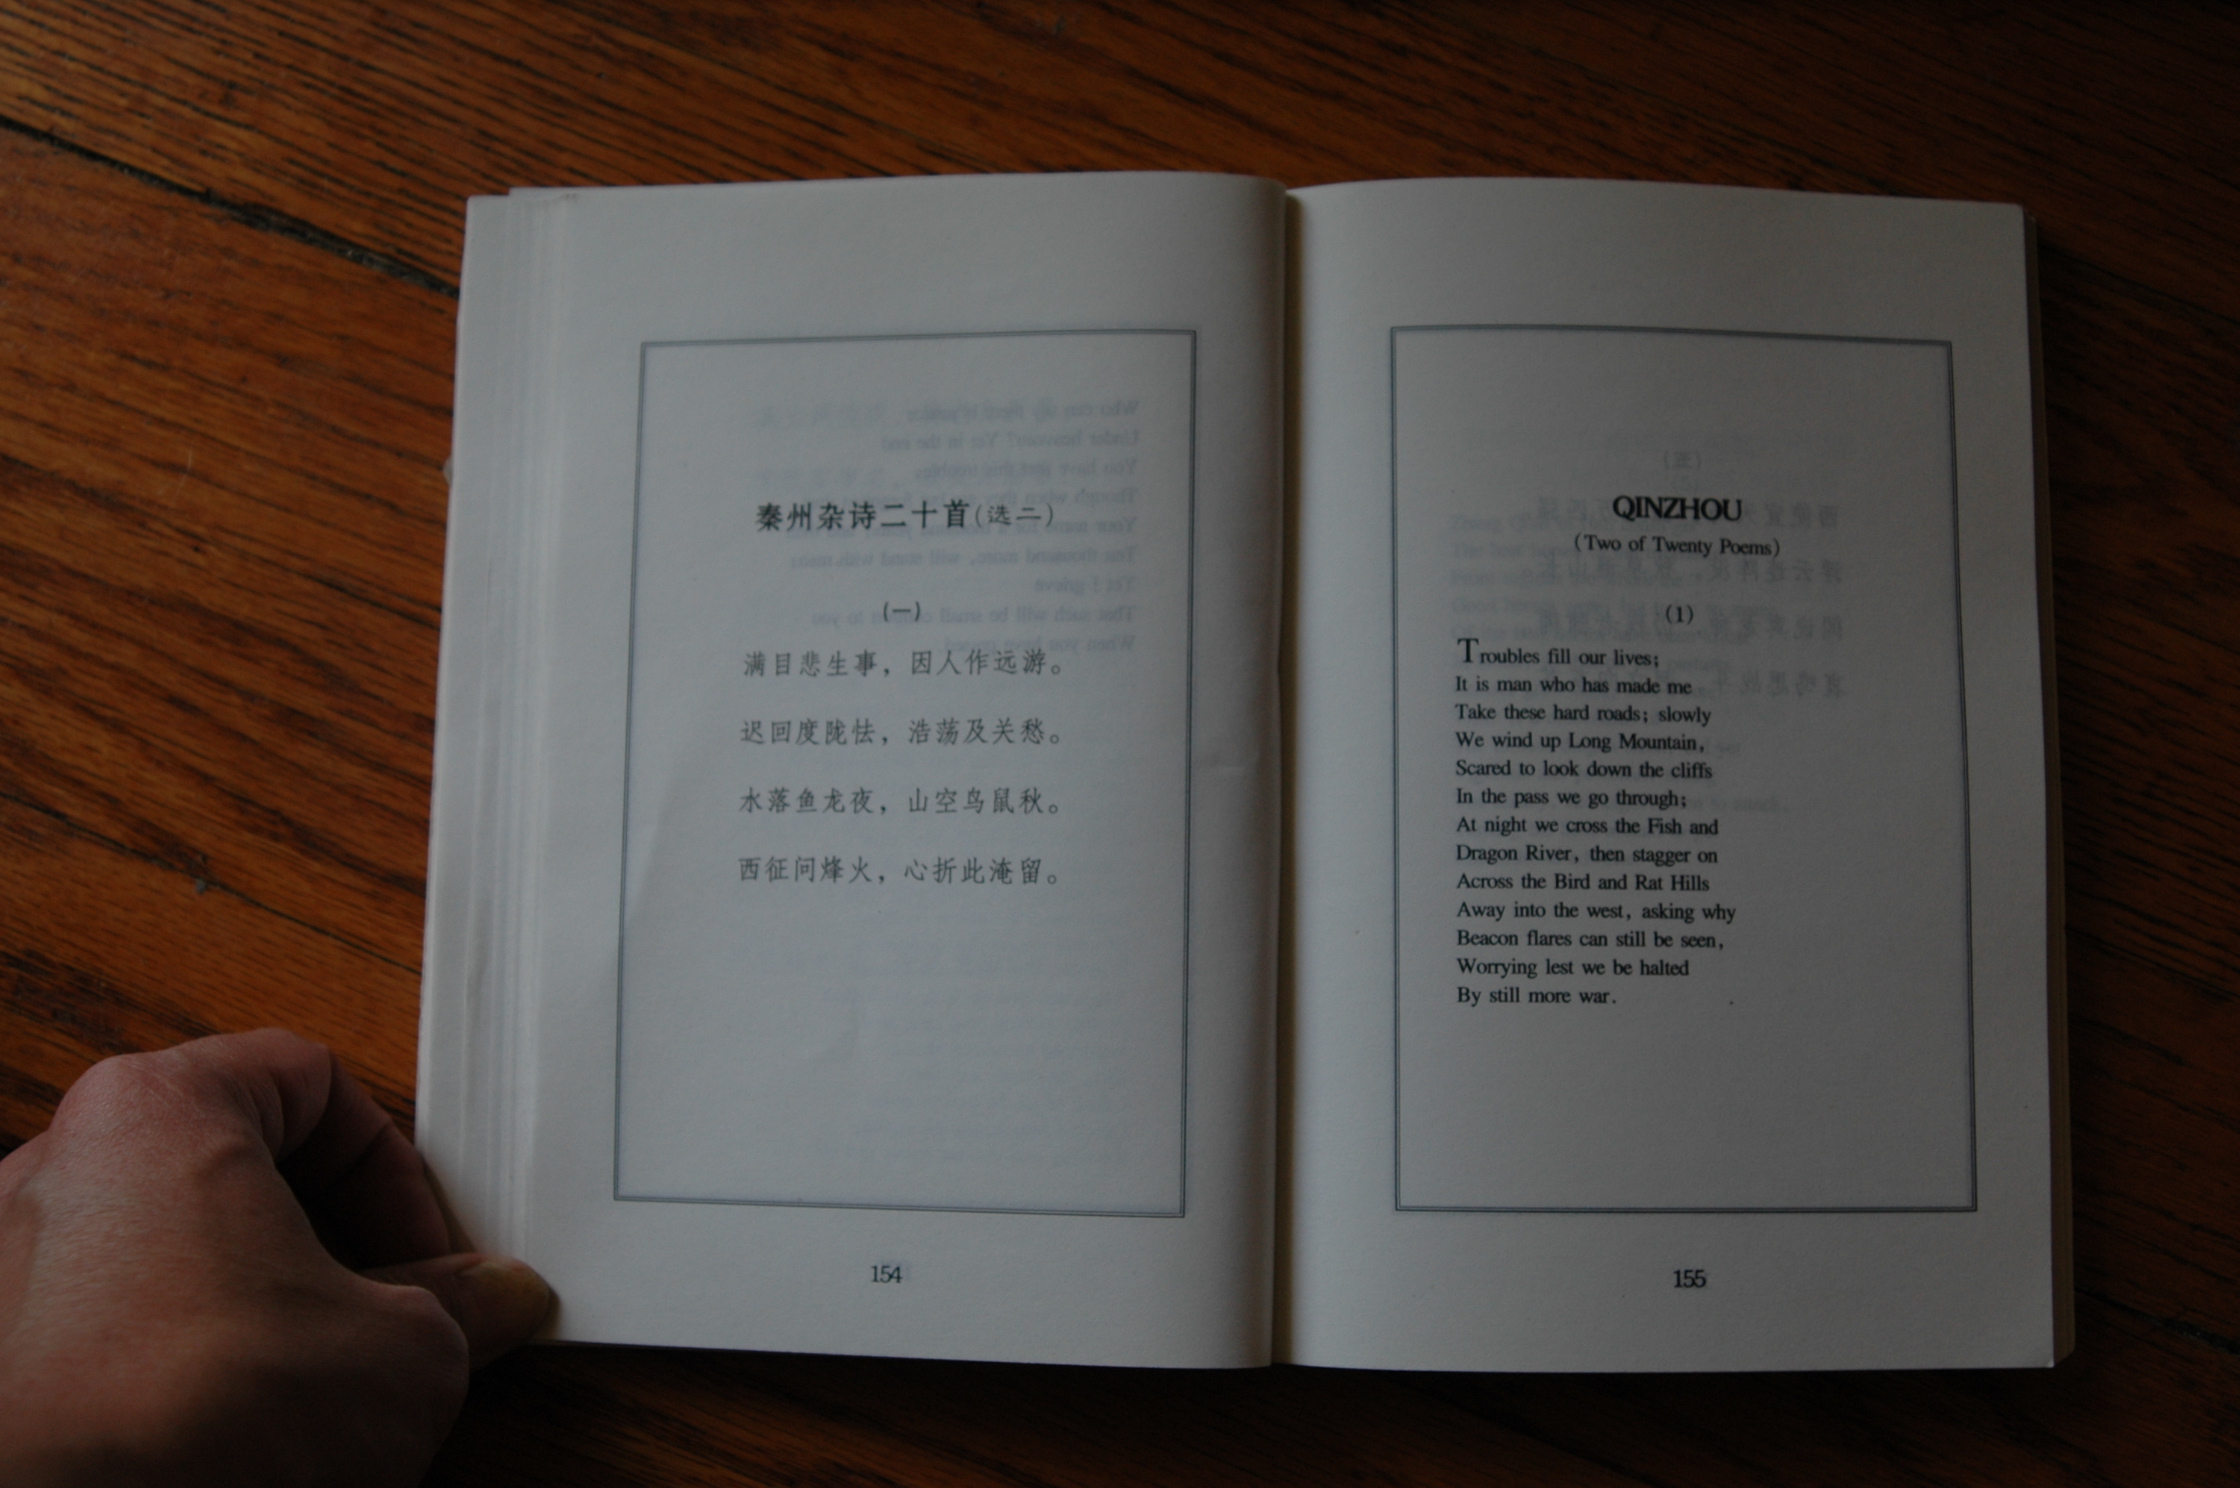 秦州杂诗二十首(选二)
(一)
满目悲生事，因人作远游。
迟回度陇怯，浩荡及关愁。
水落鱼龙夜，山空鸟鼠秋。
西征问烽火，心折此淹留。
154
QINZHOU
(Two of Twenty Poems)
(1)
Troubles fill our lives;
It is man who has made me
Take these hard roads; slowly
We wind up Long Mountain,
Scared to look down the cliffs
In the pass we go through;
At night we cross the Fish and
Dragon River, then stagger on
Across the Bird and Rat Hills
Away into the west, asking why
Beacon flares can still be seen,
Worrying lest we be halted
By still more war.
155